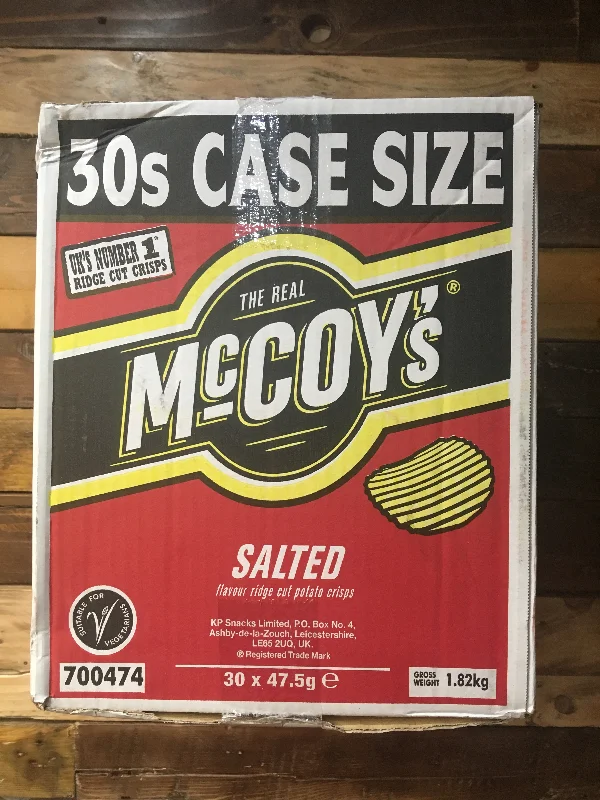 30s CASE SIZE
UK'S NUMBER 1
RIDGE CUT CRISPS
THE REAL
McCOY'S®
SALTED
flavour ridge cut potato crisps
SUITABLE FOR
V
VEGETARIANS
KP Snacks Limited, P.O. Box No. 4,
Ashby-de-la-Zouch, Leicestershire,
LE65 2UQ, UK.
® Registered Trade Mark
700474
30 x 47.5g ℮
GROSS
WEIGHT 1.82kg